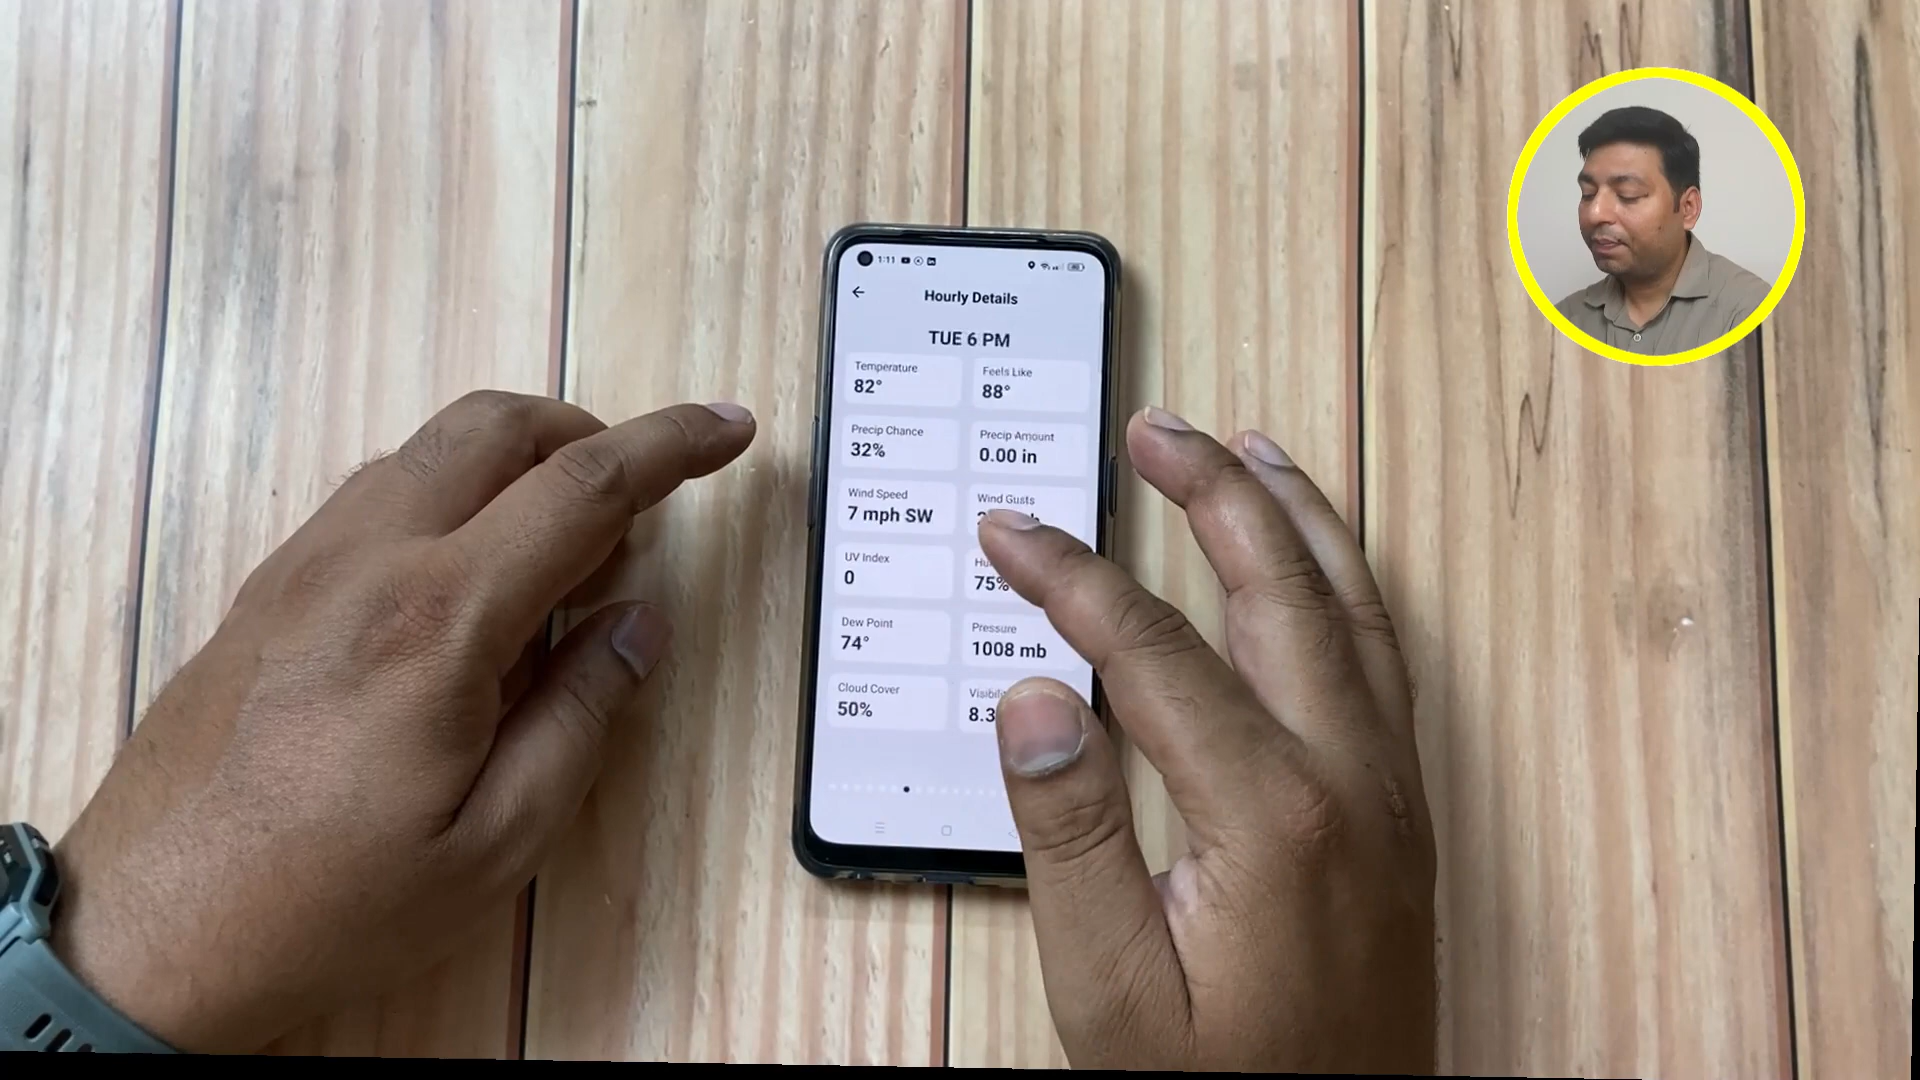 1:11
Hourly Details
TUE 6 PM
Temperature
82°
Feels Like
88°
Precip Chance
32%
Precip Amount
0.00 in
Wind Speed
7 mph SW
Wind Gusts
UV Index
0
75%
Dew Point
74°
Pressure
1008 mb
Cloud Cover
50%
8.3